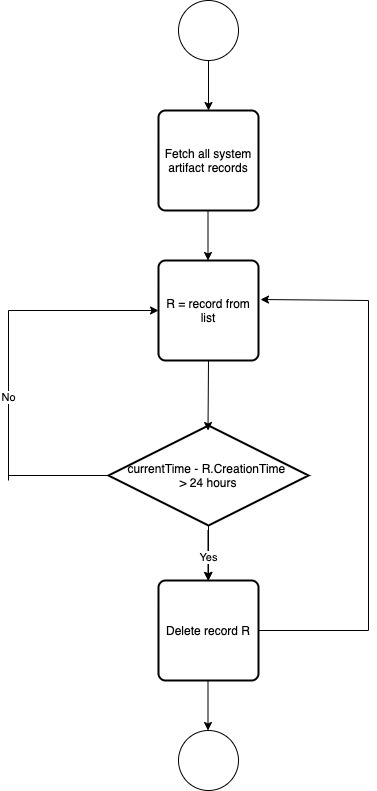 Fetch all system
artifact records
R = record from
list
No
currentTime - R.CreationTime
> 24 hours
Yes
Delete record R